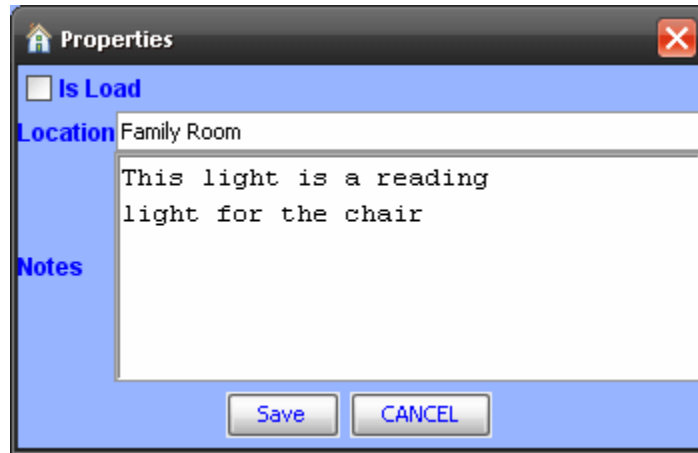 Properties
Is Load
Location Family Room
This light is a reading
light for the chair
Notes
Save CANCEL